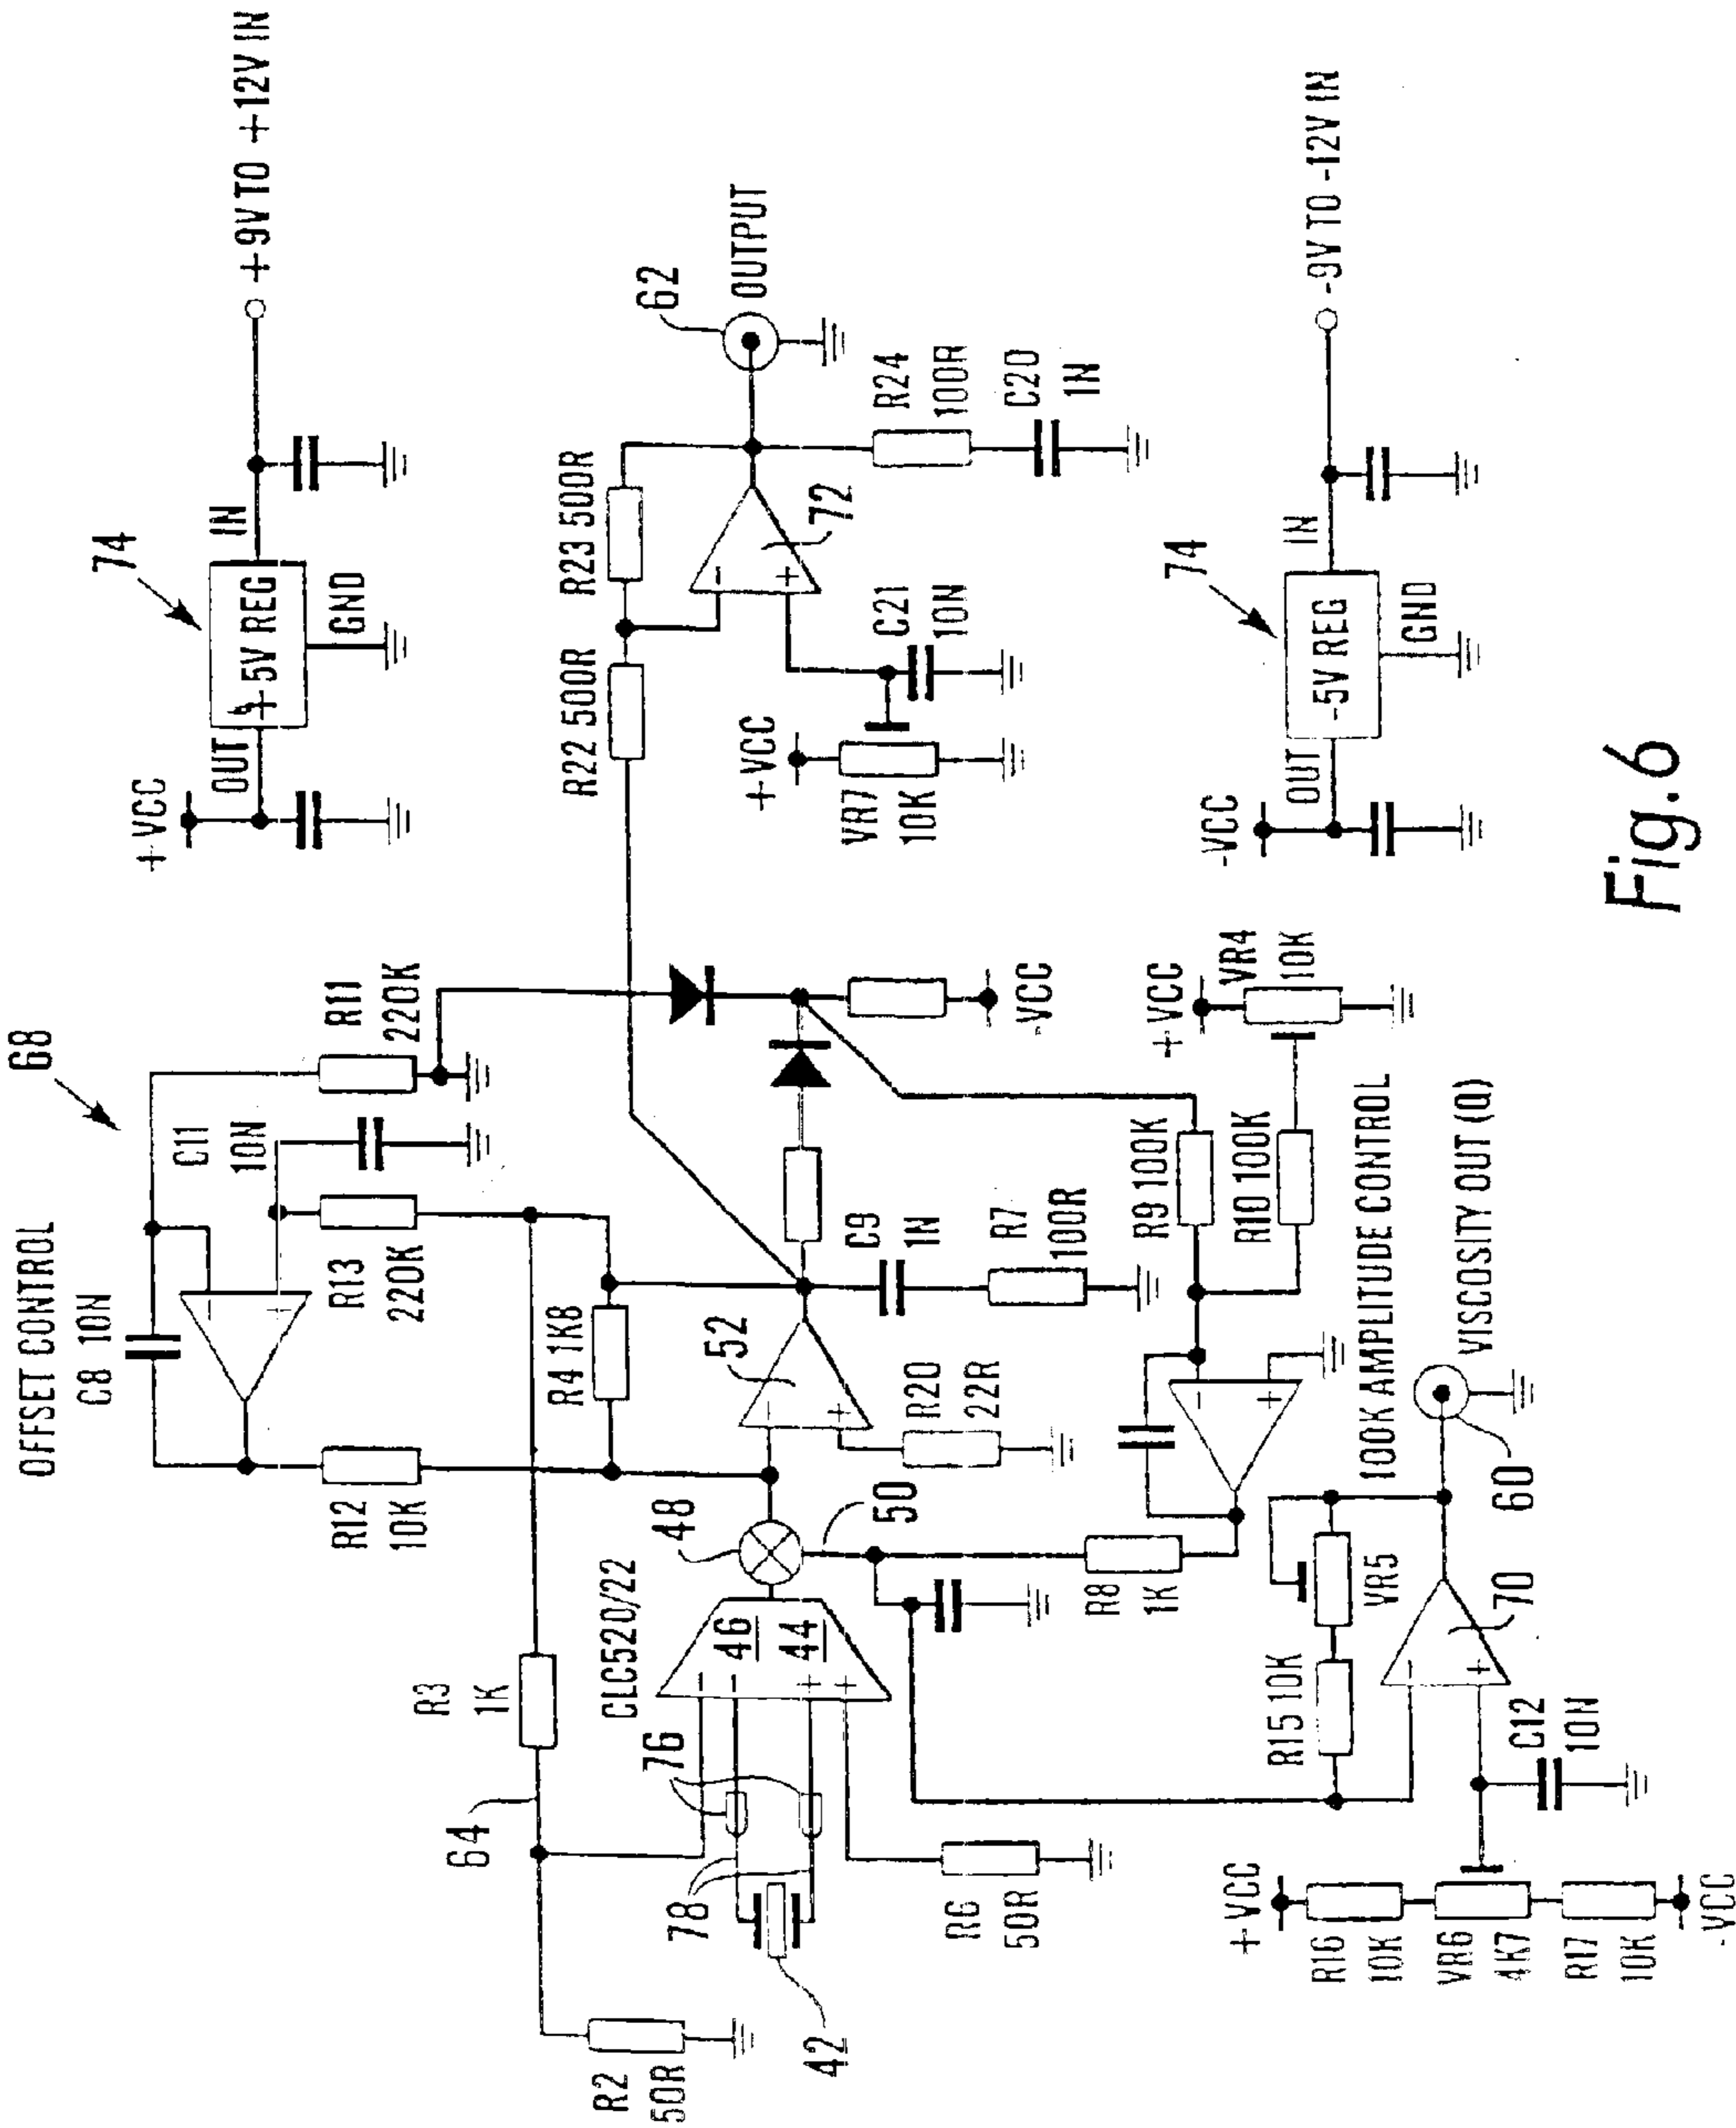 OFFSET CONTROL
68
C8 10N
C11
10N
R11
220K
R13
220K
R12
10K
R3
1K
64
R4 1K8
R2
50R
42
78
76
CLC520/22
46
44
48
50
52
R6
50R
R20
22R
C9
1N
R7
100R
R8
1K
R9 100K
R10 100K
+VCC
VR4
10K
-VCC
100K AMPLITUDE CONTROL
VISCOSITY OUT (Q)
60
VR5
R15 10K
70
C12
10N
+VCC
R16
10K
VR6
4K7
R17
10K
-VCC
R22 500R
R23 500R
72
62
OUTPUT
R24
100R
C20
1N
C21
10N
+VCC
VR7
10K
74
+VCC
OUT
+5V REG
IN
GND
+9V TO +12V IN
74
-VCC
OUT
-5V REG
IN
GND
-9V TO -12V IN
Fig.6